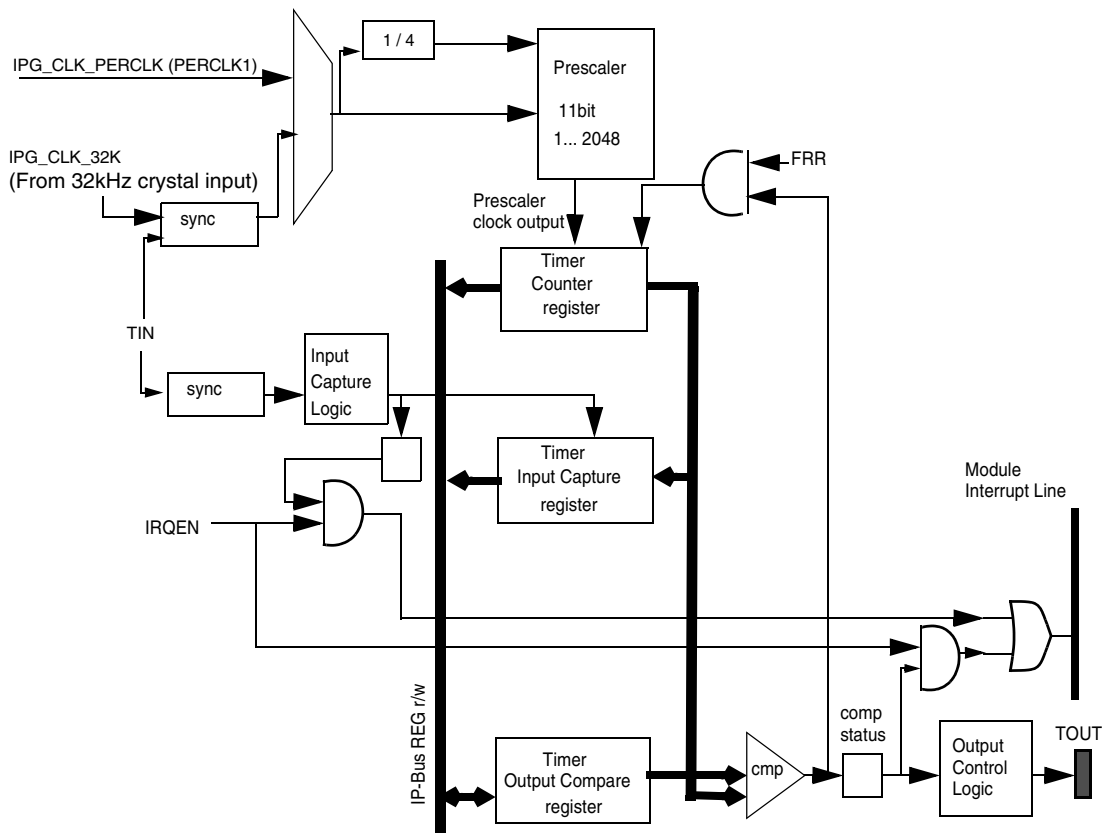 1 / 4
IPG_CLK_PERCLK (PERCLK1)
Prescaler
11bit
1... 2048
IPG_CLK_32K
(From 32kHz crystal input)
sync
FRR
Prescaler
clock output
Timer
Counter
register
TIN
Input
Capture
Logic
sync
Timer
Input Capture
register
Module
Interrupt Line
IRQEN
IP-Bus REG r/w
comp
status
TOUT
Timer
Output Compare
register
cmp
Output
Control
Logic